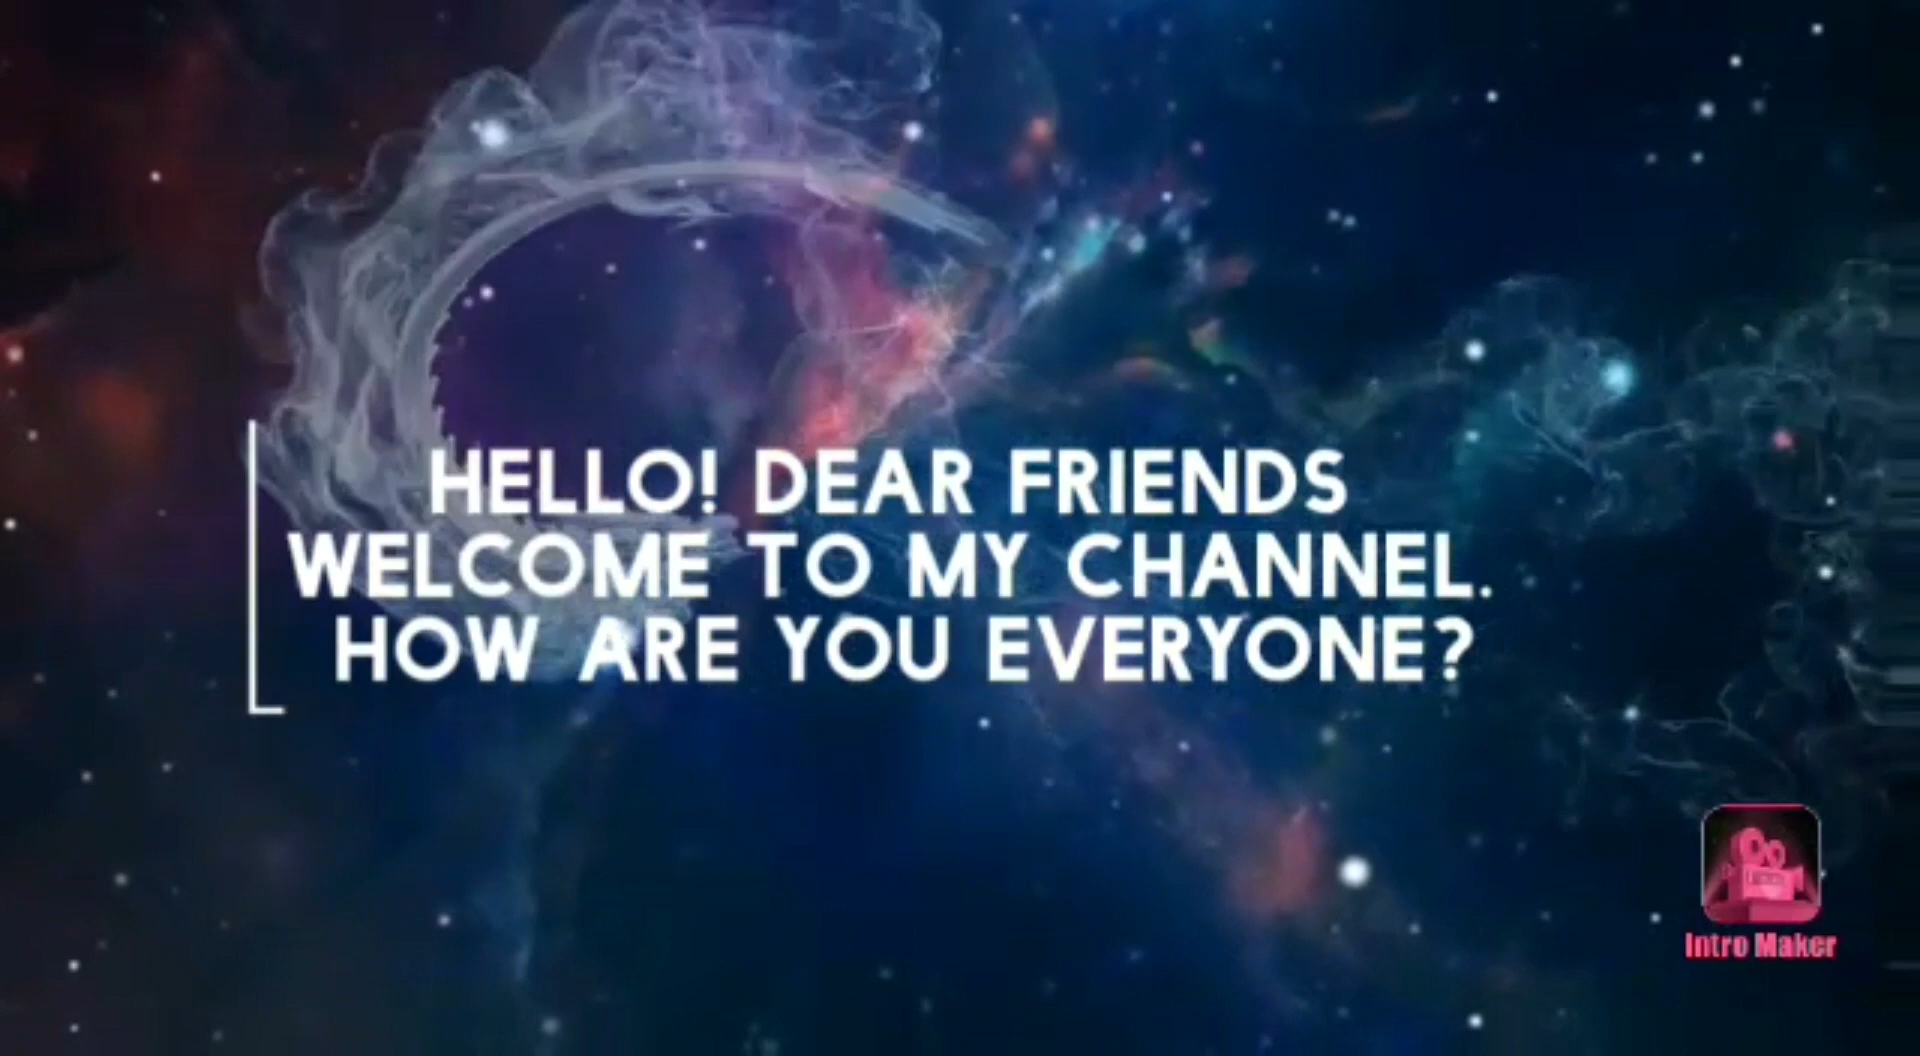 HELLO! DEAR FRIENDS
WELCOME TO MY CHANNEL.
HOW ARE YOU EVERYONE?
Intro Maker